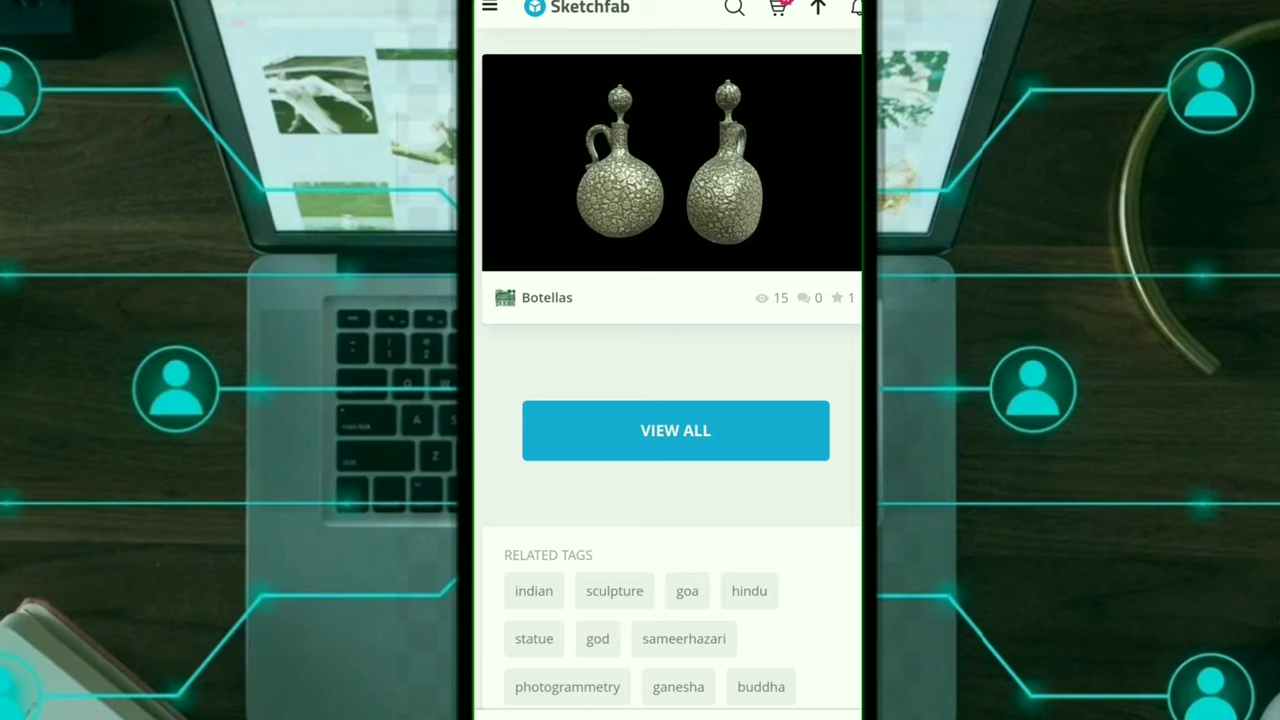 Sketchfab
Botellas 15 0 1
VIEW ALL
RELATED TAGS
indian sculpture goa hindu
statue god sameerhazari
photogrammetry ganesha buddha